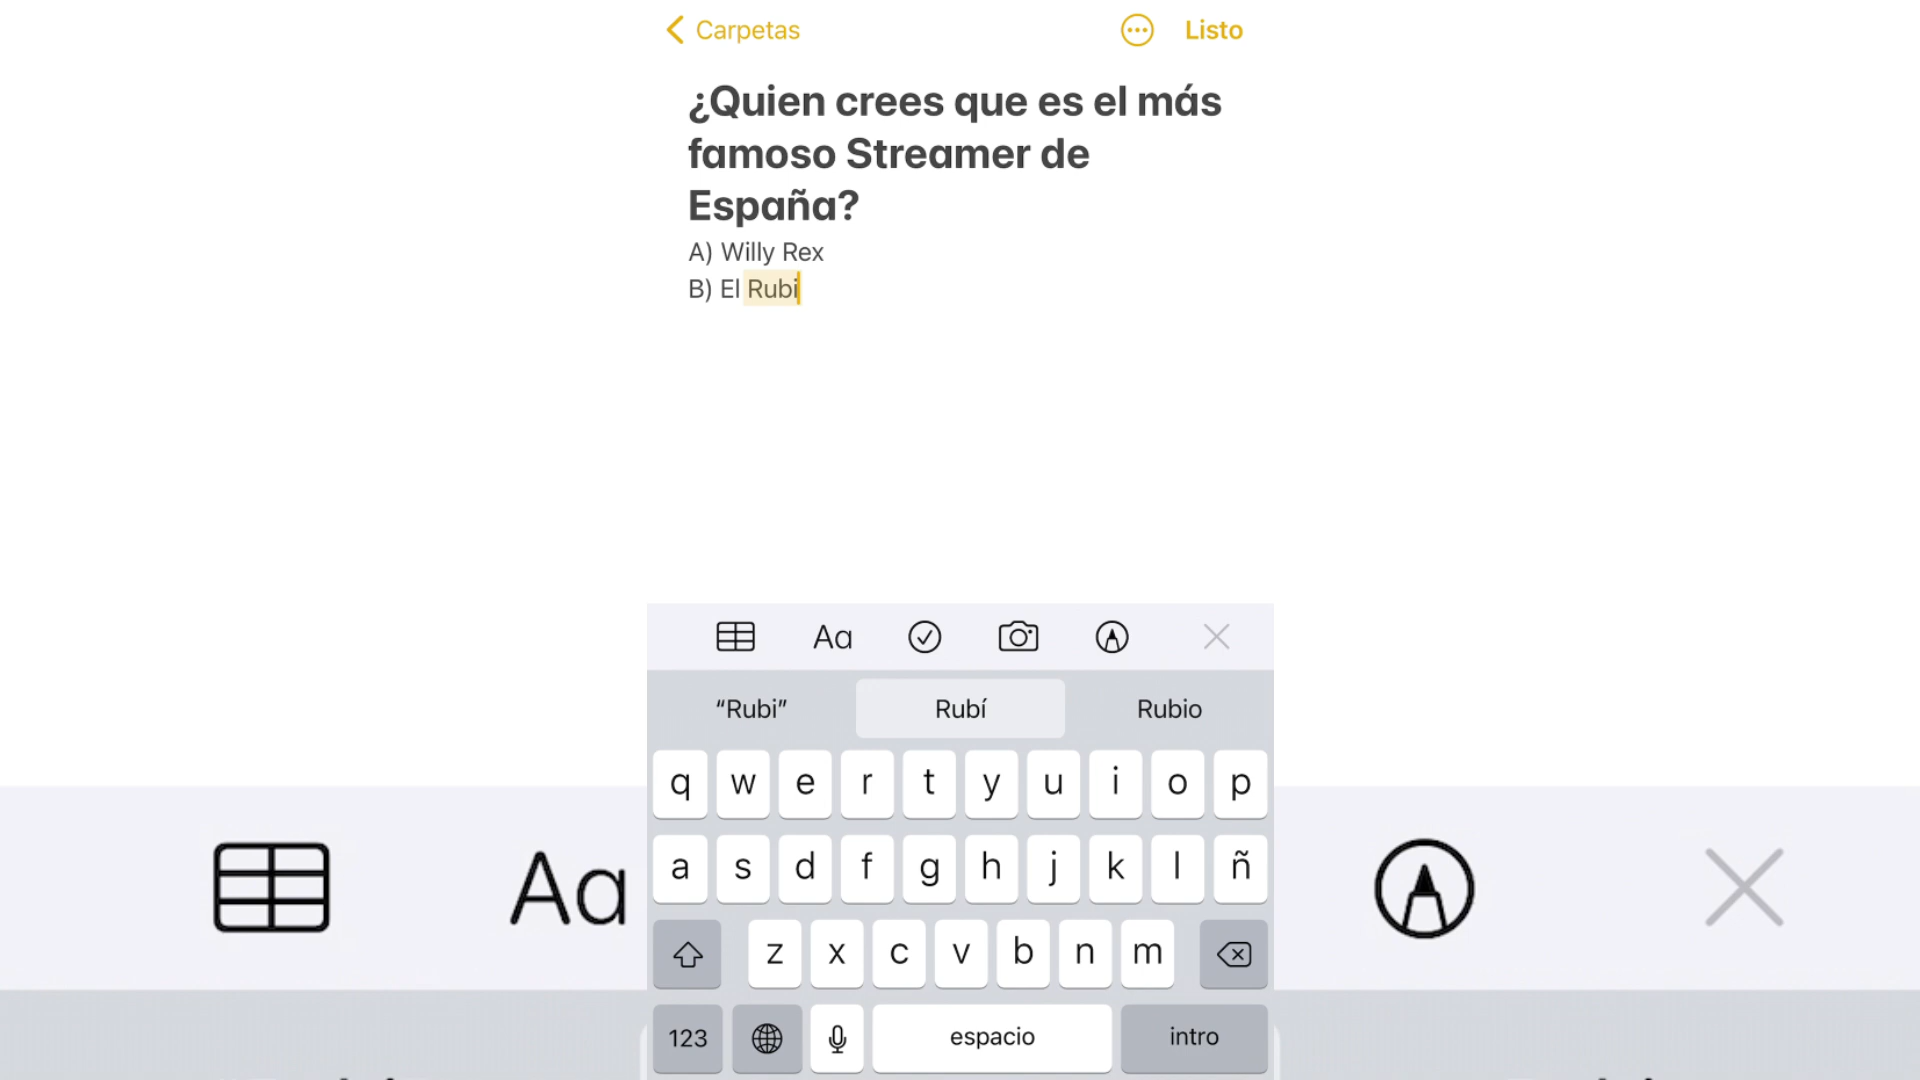 Carpetas
Listo
¿Quien crees que es el más
famoso Streamer de
España?
A) Willy Rex
B) El Rubi
Aa
Aa
“Rubi” Rubí Rubio
q w e r t y u i o p
a s d f g h j k l ñ
z x c v b n m
123 espacio intro